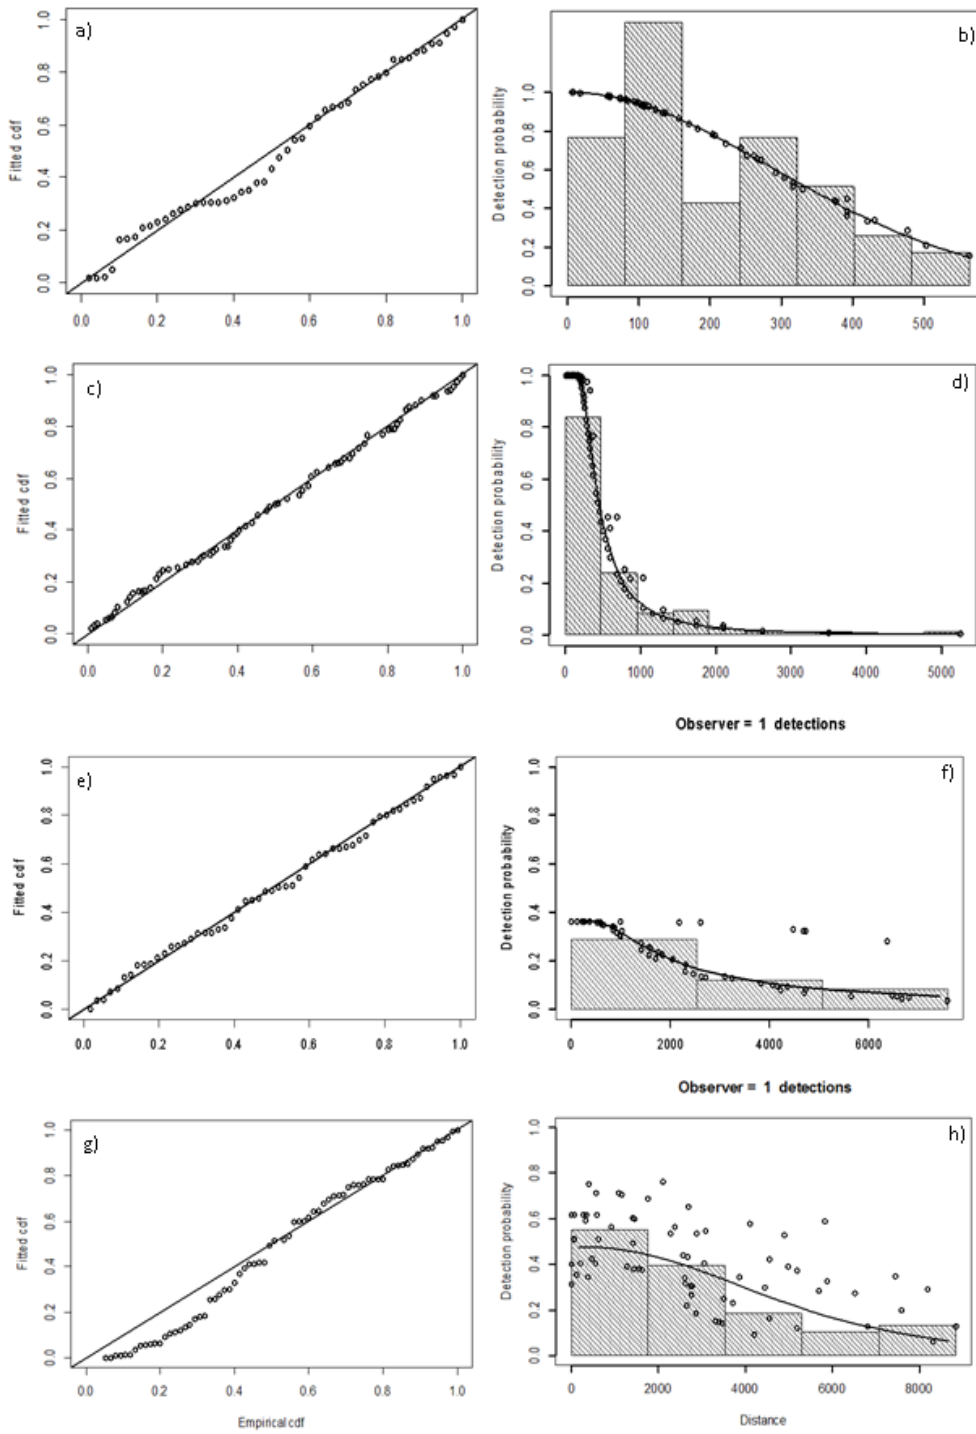 a)
Fitted cdf
0.0 0.2 0.4 0.6 0.8 1.0
0.0 0.2 0.4 0.6 0.8 1.0
b)
Detection probability
0.0 0.2 0.4 0.6 0.8 1.0
0 100 200 300 400 500
c)
Fitted cdf
0.0 0.2 0.4 0.6 0.8 1.0
0.0 0.2 0.4 0.6 0.8 1.0
d)
Detection probability
0.0 0.2 0.4 0.6 0.8 1.0
0 1000 2000 3000 4000 5000
e)
Fitted cdf
0.0 0.2 0.4 0.6 0.8 1.0
0.0 0.2 0.4 0.6 0.8 1.0
Observer = 1 detections
f)
Detection probability
0.0 0.2 0.4 0.6 0.8 1.0
0 2000 4000 6000
g)
Fitted cdf
0.0 0.2 0.4 0.6 0.8 1.0
0.0 0.2 0.4 0.6 0.8 1.0
Empirical cdf
Observer = 1 detections
h)
Detection probability
0.0 0.2 0.4 0.6 0.8 1.0
0 2000 4000 6000 8000
Distance